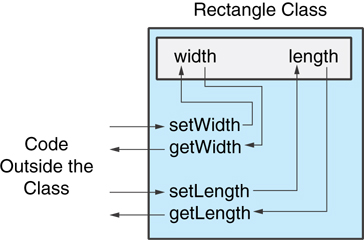 Rectangle Class
width length
setWidth
getWidth
Code
Outside the
Class
setLength
getLength